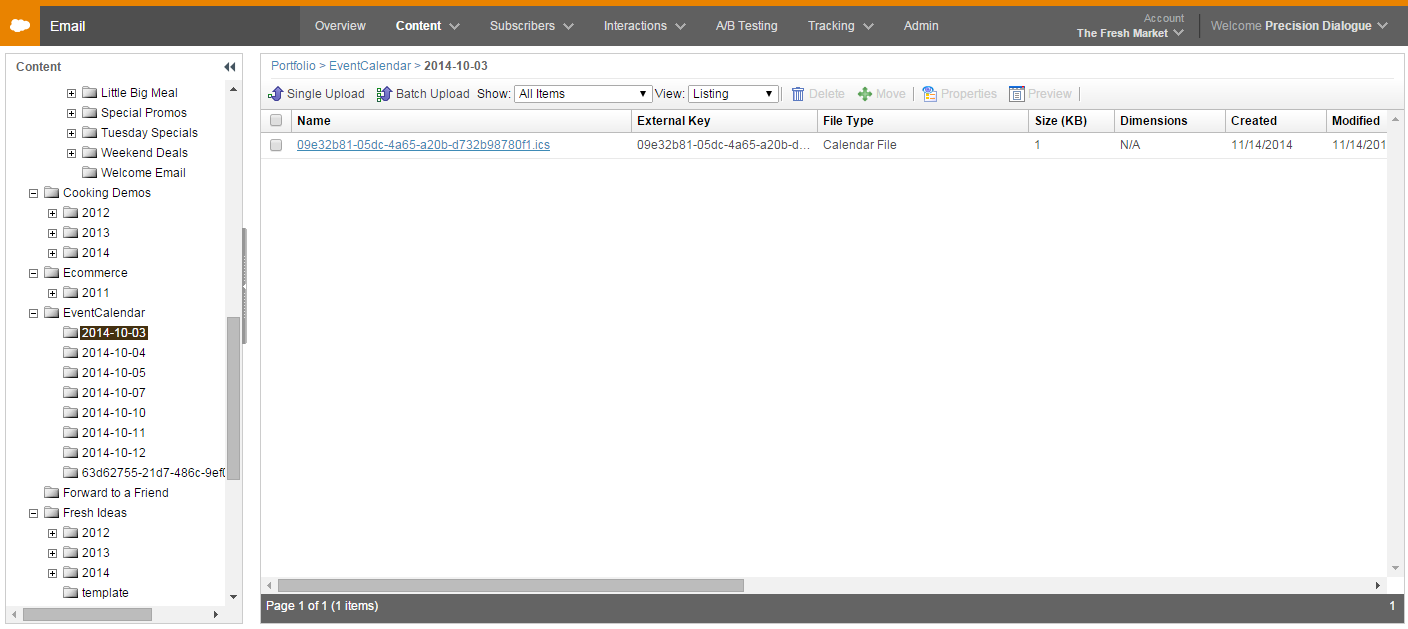 Email
Overview
Content
Subscribers
Interactions
A/B Testing
Tracking
Admin
Account
The Fresh Market
Welcome Precision Dialogue
Content
Little Big Meal
Special Promos
Tuesday Specials
Weekend Deals
Welcome Email
Cooking Demos
2012
2013
2014
Ecommerce
2011
EventCalendar
2014-10-03
2014-10-04
2014-10-05
2014-10-07
2014-10-10
2014-10-11
2014-10-12
63d62755-21d7-486c-9ef
Forward to a Friend
Fresh Ideas
2012
2013
2014
template
Portfolio > EventCalendar > 2014-10-03
Single Upload Batch Upload Show: All Items View: Listing Delete Move Properties Preview
Name External Key File Type Size (KB) Dimensions Created Modified
09e32b81-05dc-4a65-a20b-d732b98780f1.ics 09e32b81-05dc-4a65-a20b-d... Calendar File 1 N/A 11/14/2014 11/14/201
Page 1 of 1 (1 items) 1